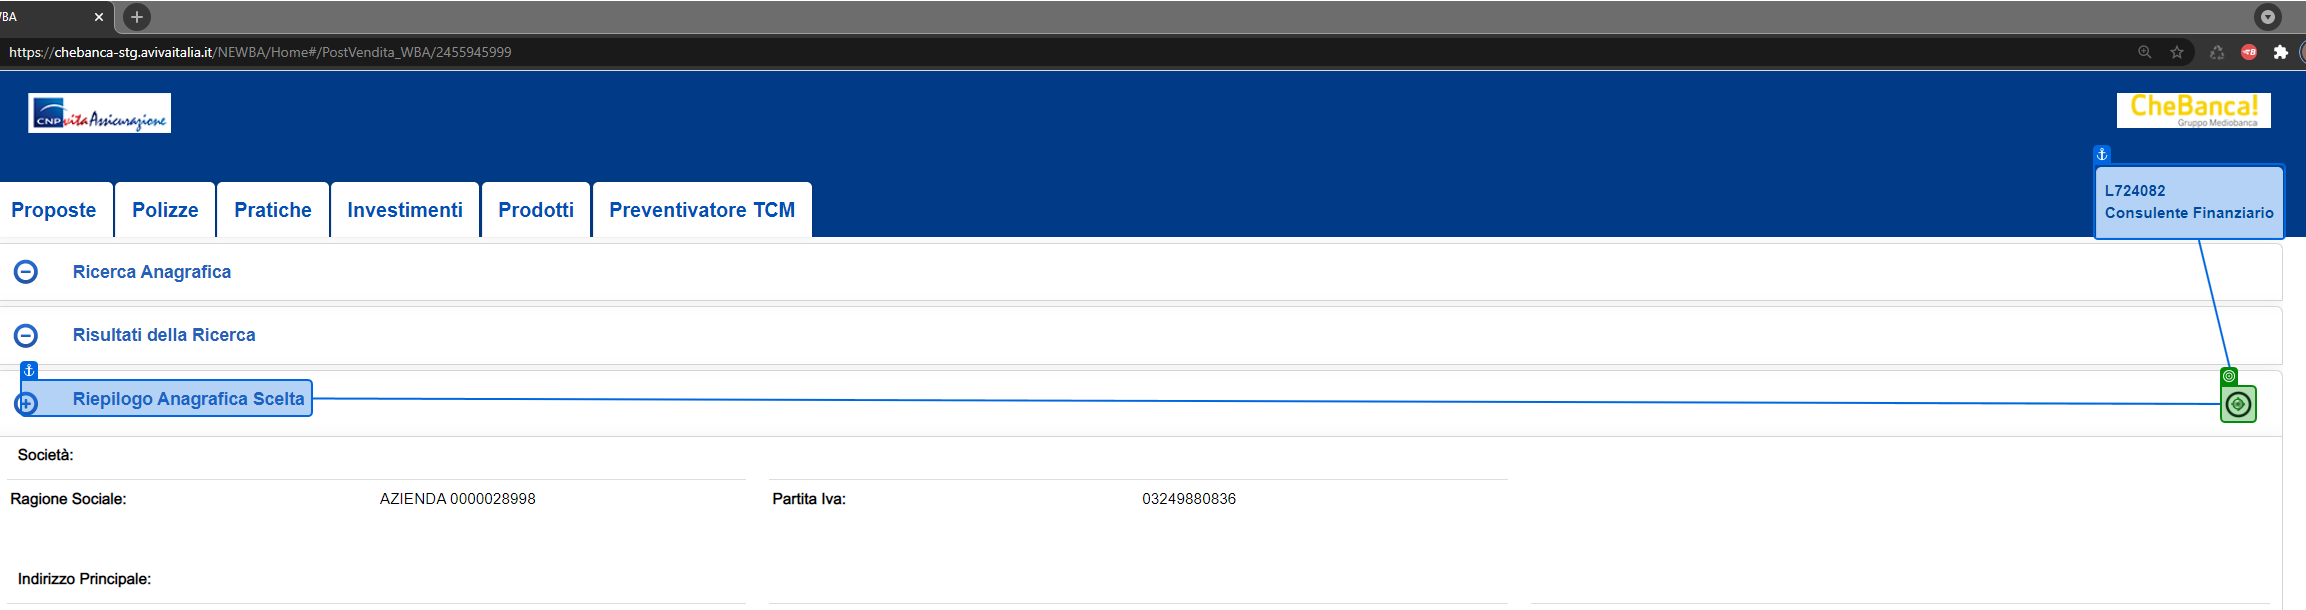 VBA
https://chebanca-stg.avivaitalia.it/NEWBA/Home#/PostVendita_WBA/2455945999
CNP vita Assicurazione
CheBanca!
Gruppo Mediobanca
L724082
Consulente Finanziario
Proposte
Polizze
Pratiche
Investimenti
Prodotti
Preventivatore TCM
Ricerca Anagrafica
Risultati della Ricerca
Riepilogo Anagrafica Scelta
Società:
Ragione Sociale:
AZIENDA 0000028998
Partita Iva:
03249880836
Indirizzo Principale: